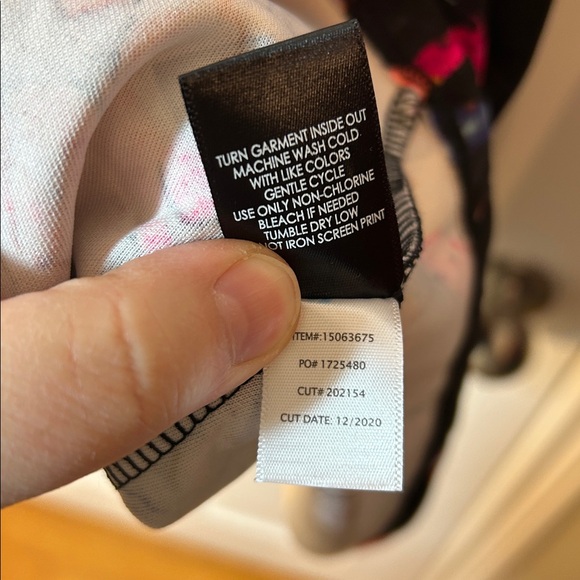 TURN GARMENT INSIDE OUT
MACHINE WASH COLD
WITH LIKE COLORS
GENTLE CYCLE
USE ONLY NON-CHLORINE
BLEACH IF NEEDED
TUMBLE DRY LOW
NOT IRON SCREEN PRINT
ITEM#:15063675
PO# 1725480
CUT# 202154
CUT DATE: 12/2020